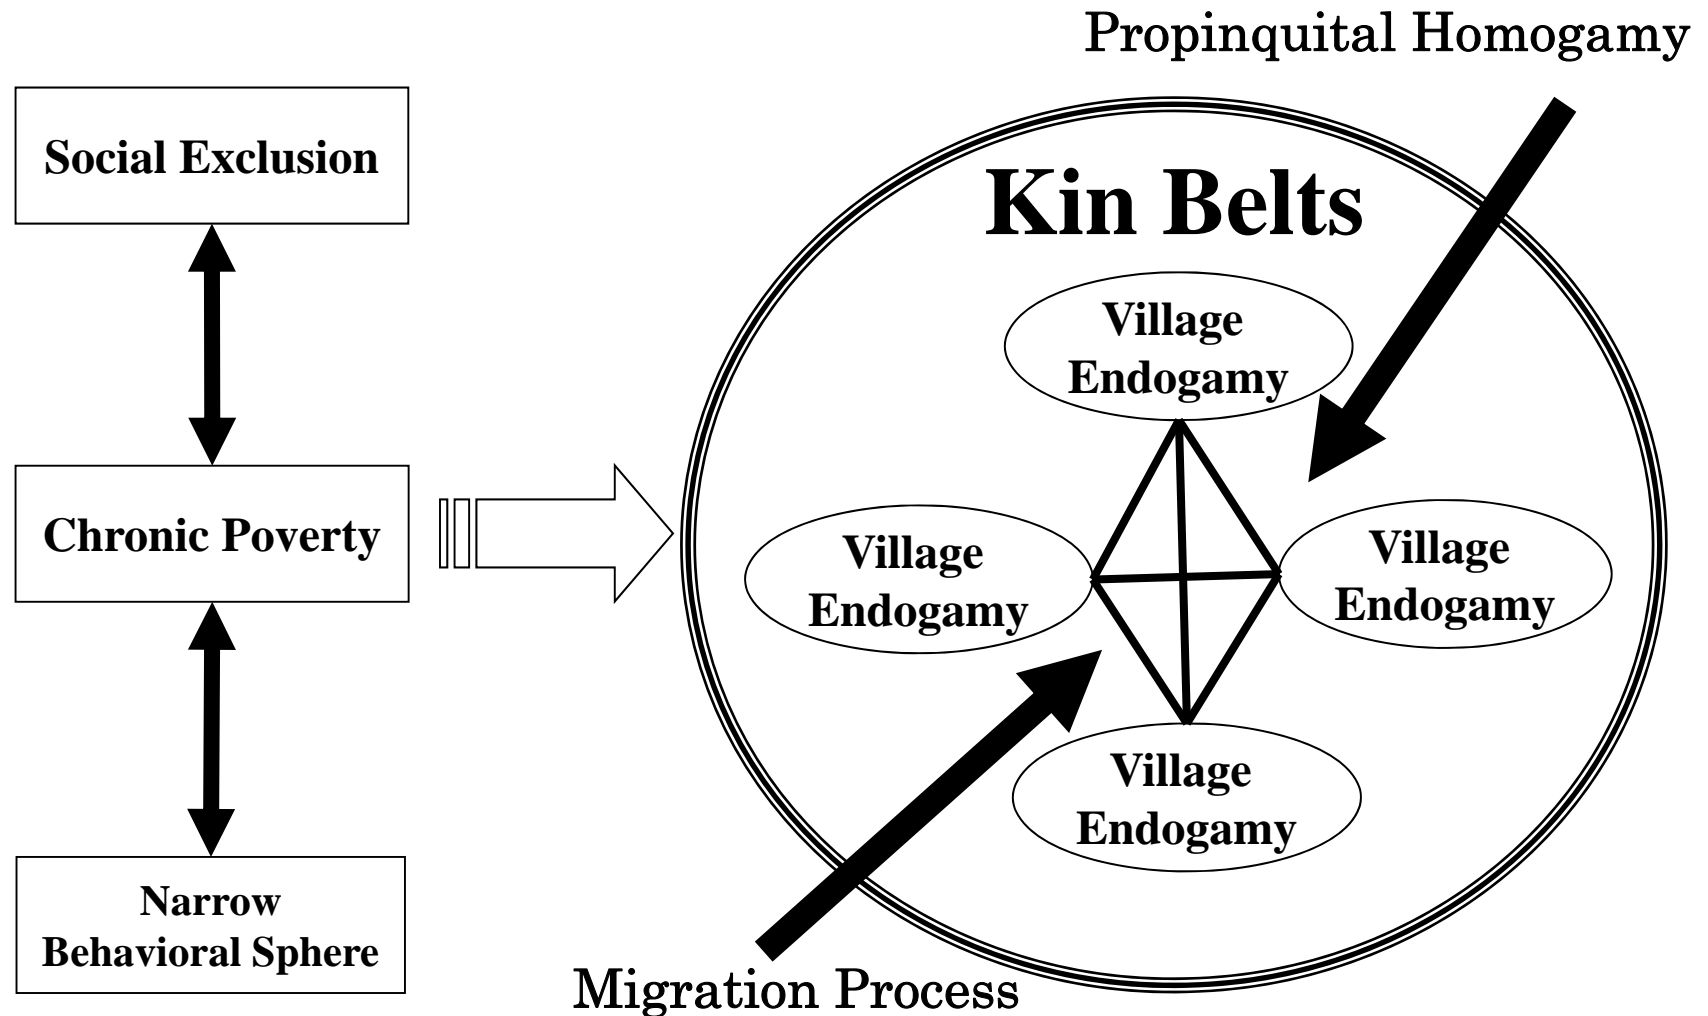 Propinquital Homogamy
Social Exclusion
Kin Belts
Village
Endogamy
Chronic Poverty
Village
Endogamy
Village
Endogamy
Village
Endogamy
Narrow
Behavioral Sphere
Migration Process